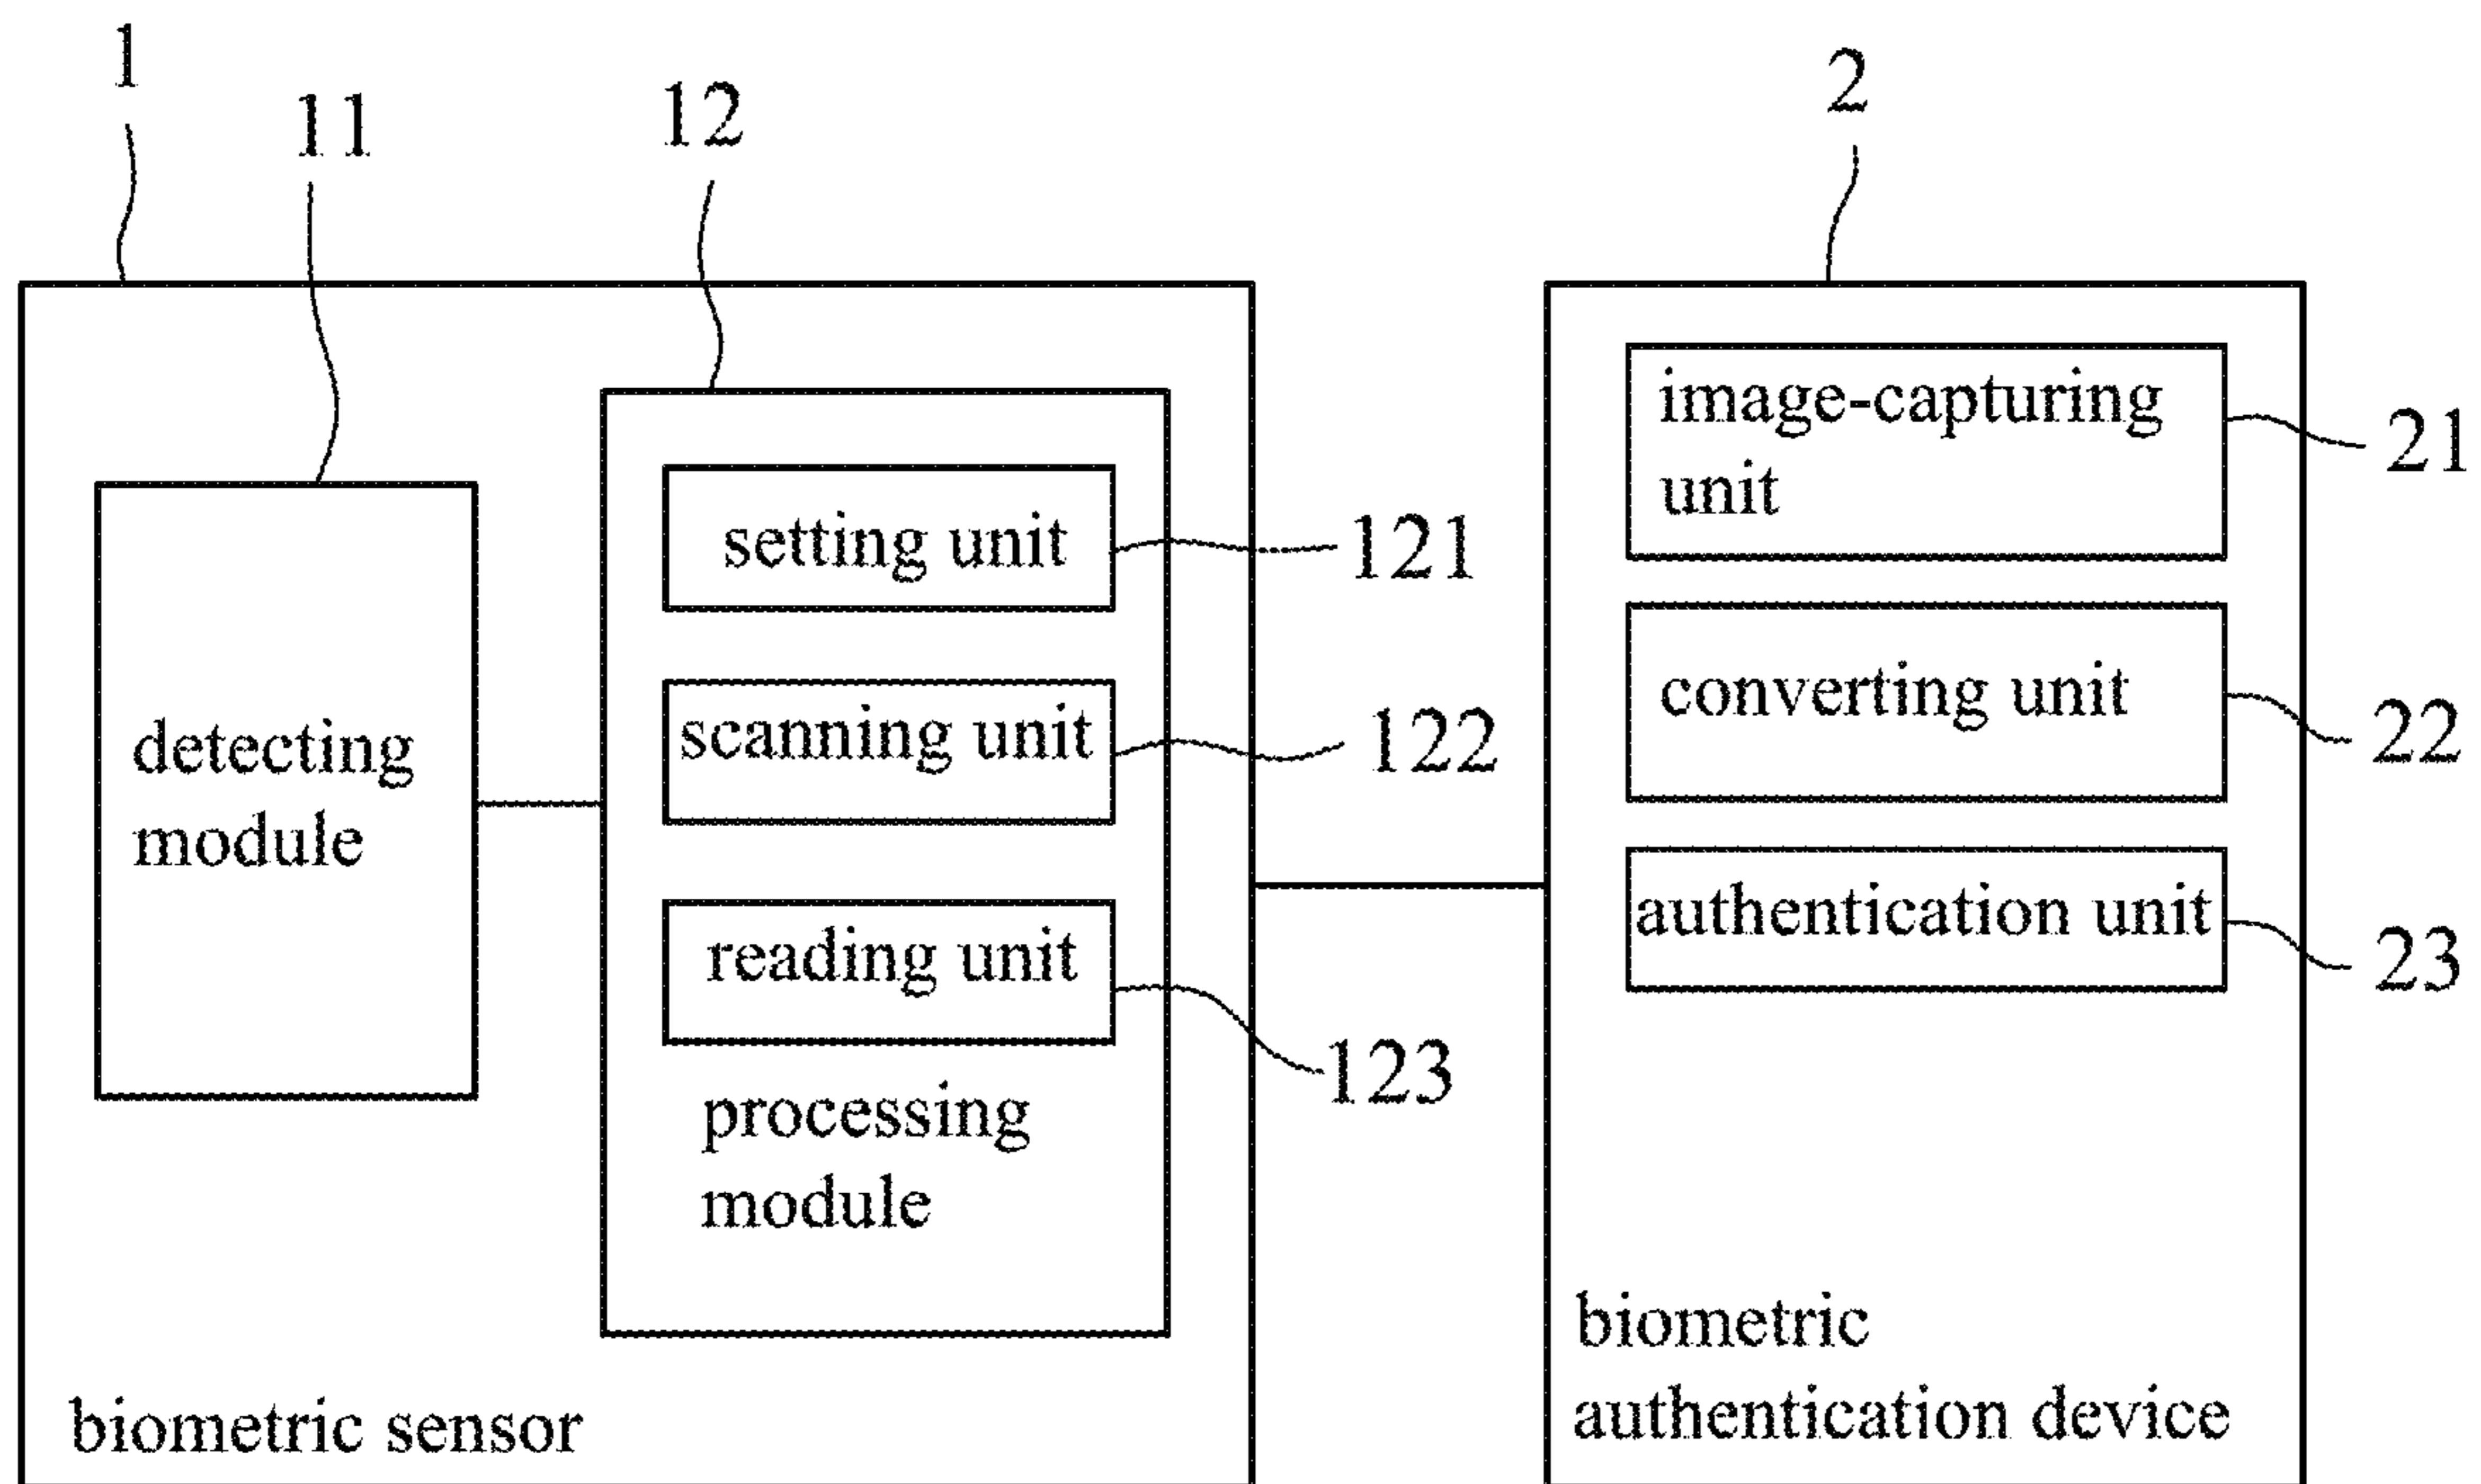 1
11
12
2
detecting
module
setting unit
121
scanning unit
122
reading unit
123
processing
module
biometric sensor
image-capturing
unit
21
converting unit
22
authentication unit
23
biometric
authentication device